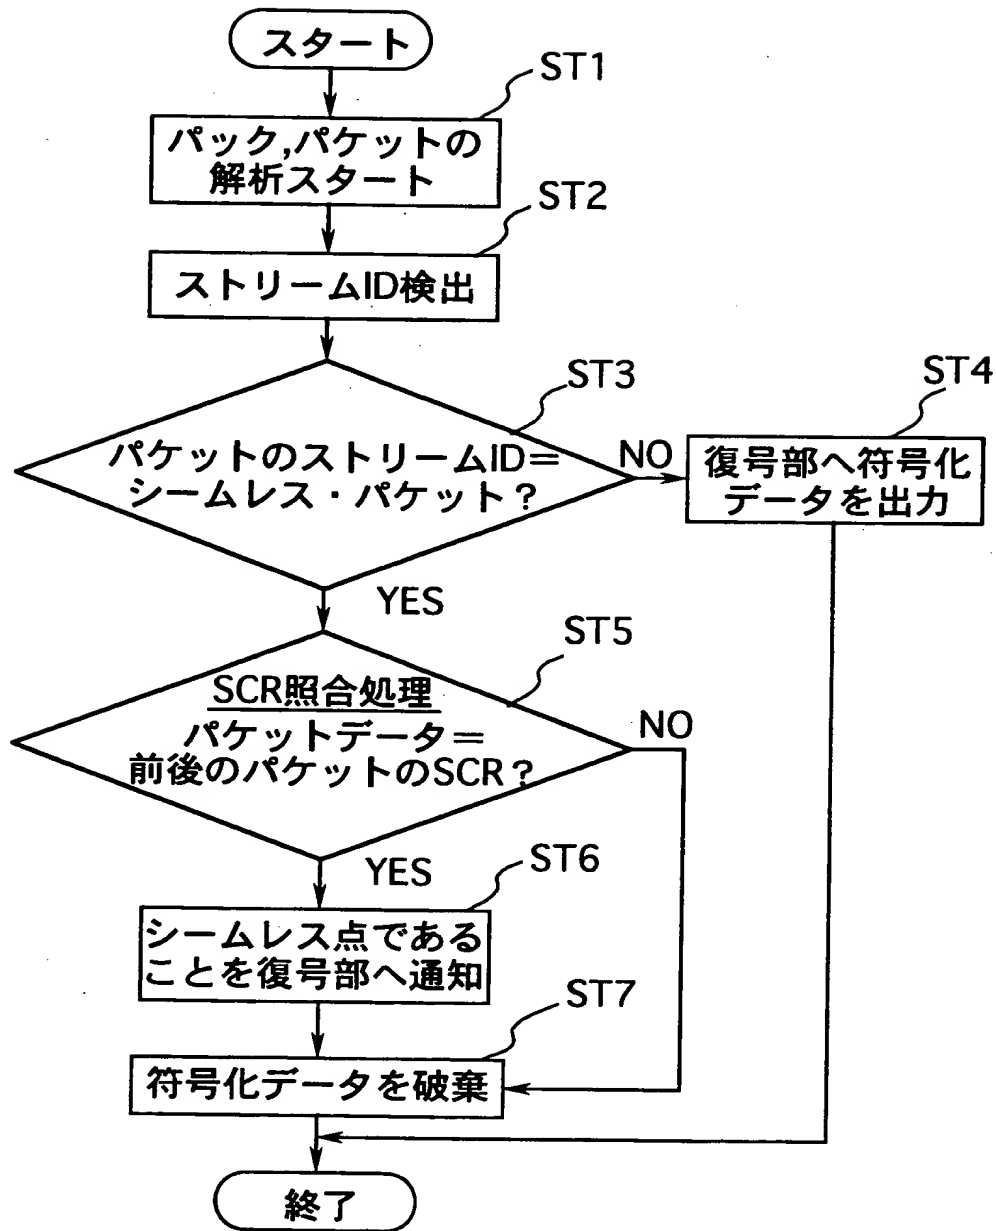 スタート
ST1
パック,パケットの
解析スタート
ST2
ストリームID検出
ST3
パケットのストリームID＝
シームレス・パケット？
NO
ST4
復号部へ符号化
データを出力
YES
ST5
SCR照合処理
パケットデータ＝
前後のパケットのSCR？
NO
YES
ST6
シームレス点である
ことを復号部へ通知
ST7
符号化データを破棄
終了